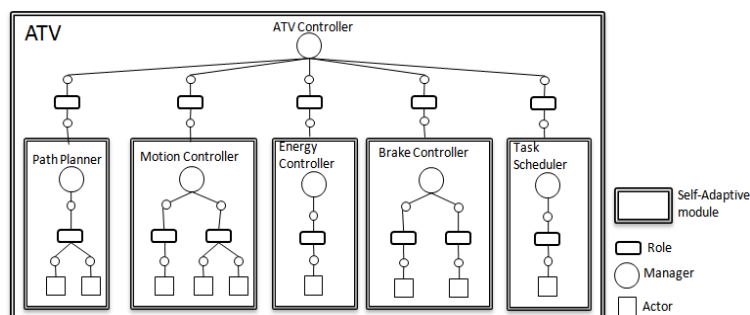 ATV
ATV Controller
Path Planner
Motion Controller
Energy
Controller
Brake Controller
Task
Scheduler
Self-Adaptive
module
Role
Manager
Actor